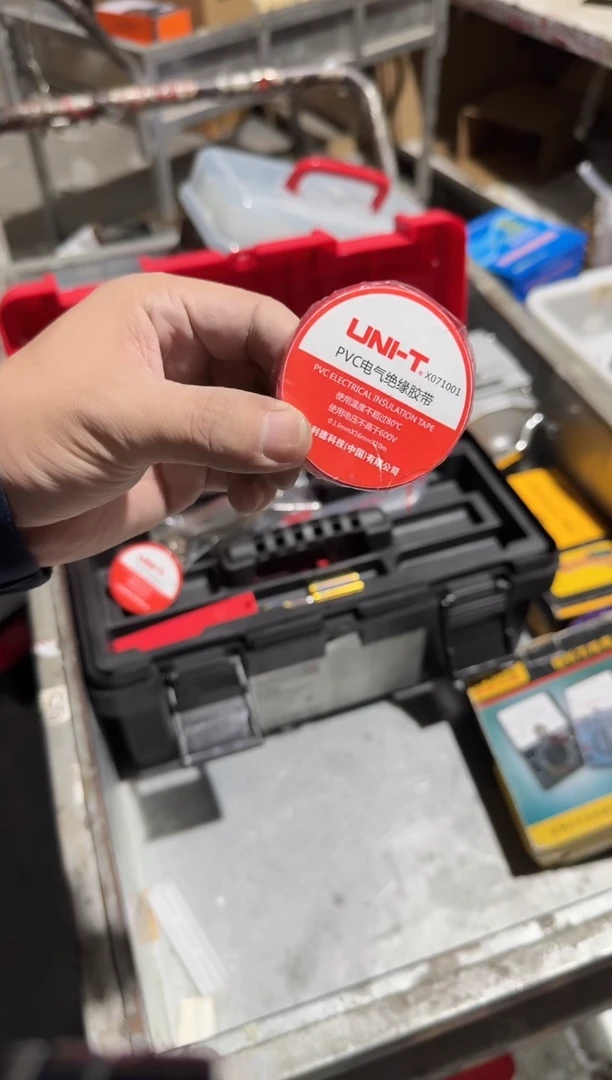 UNI-T
X071001
PVC电气绝缘胶带
PVC ELECTRICAL INSULATION TAPE
使用温度不超过80℃
使用电压不高于600V
利德科技(中国)有限公司
UNI-T